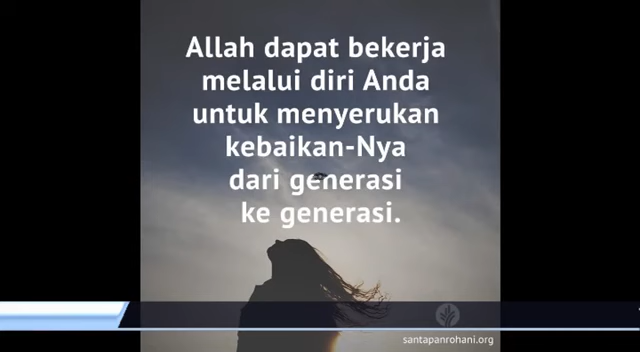 Allah dapat bekerja
melalui diri Anda
untuk menyerukan
kebaikan-Nya
dari generasi
ke generasi.
santapanrohani.org